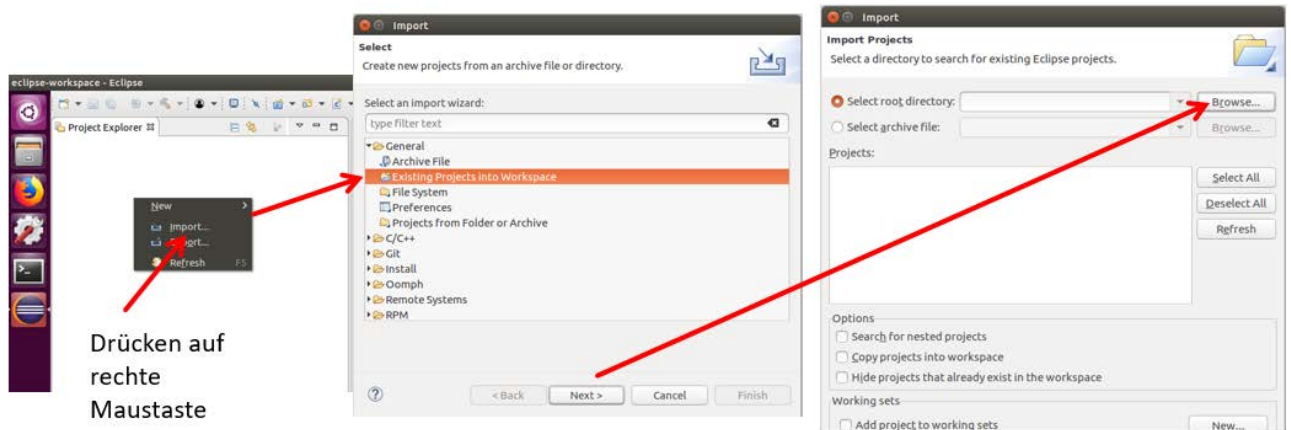 eclipse-workspace - Eclipse
Project Explorer
New
Import...
Refresh F5
Drücken auf
rechte
Maustaste
Import
Select
Create new projects from an archive file or directory.
Select an import wizard:
type filter text
General
Archive File
Existing Projects into Workspace
File System
Preferences
Projects from Folder or Archive
C/C++
Git
Install
Oomph
Remote Systems
RPM
< Back Next > Cancel Finish
Import
Import Projects
Select a directory to search for existing Eclipse projects.
Select root directory: Browse...
Select archive file: Browse...
Projects:
Select All
Deselect All
Refresh
Options
Search for nested projects
Copy projects into workspace
Hide projects that already exist in the workspace
Working sets
Add project to working sets New...